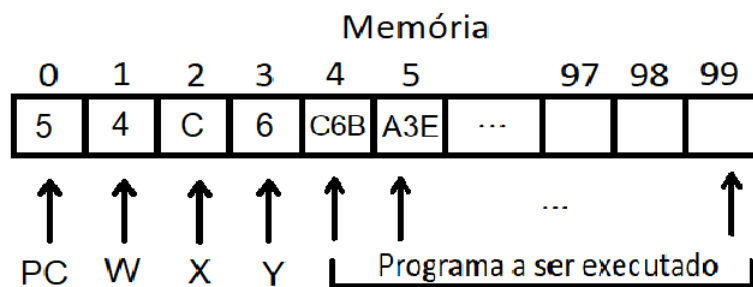 Memória
0 1 2 3 4 5 97 98 99
5 4 C 6 C6B A3E ...
...
PC W X Y Programa a ser executado